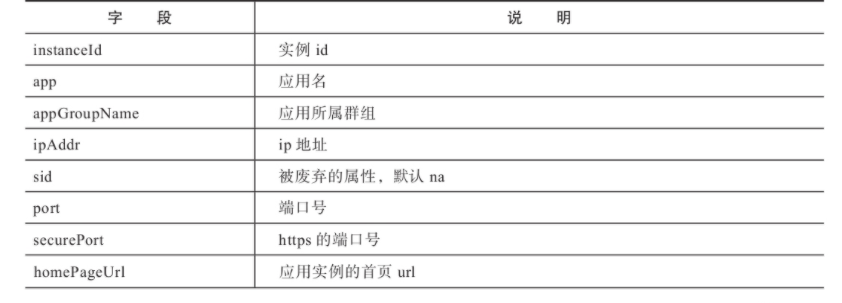 字 段 说 明
instanceId 实例 id
app 应用名
appGroupName 应用所属群组
ipAddr ip 地址
sid 被废弃的属性，默认 na
port 端口号
securePort https 的端口号
homePageUrl 应用实例的首页 url